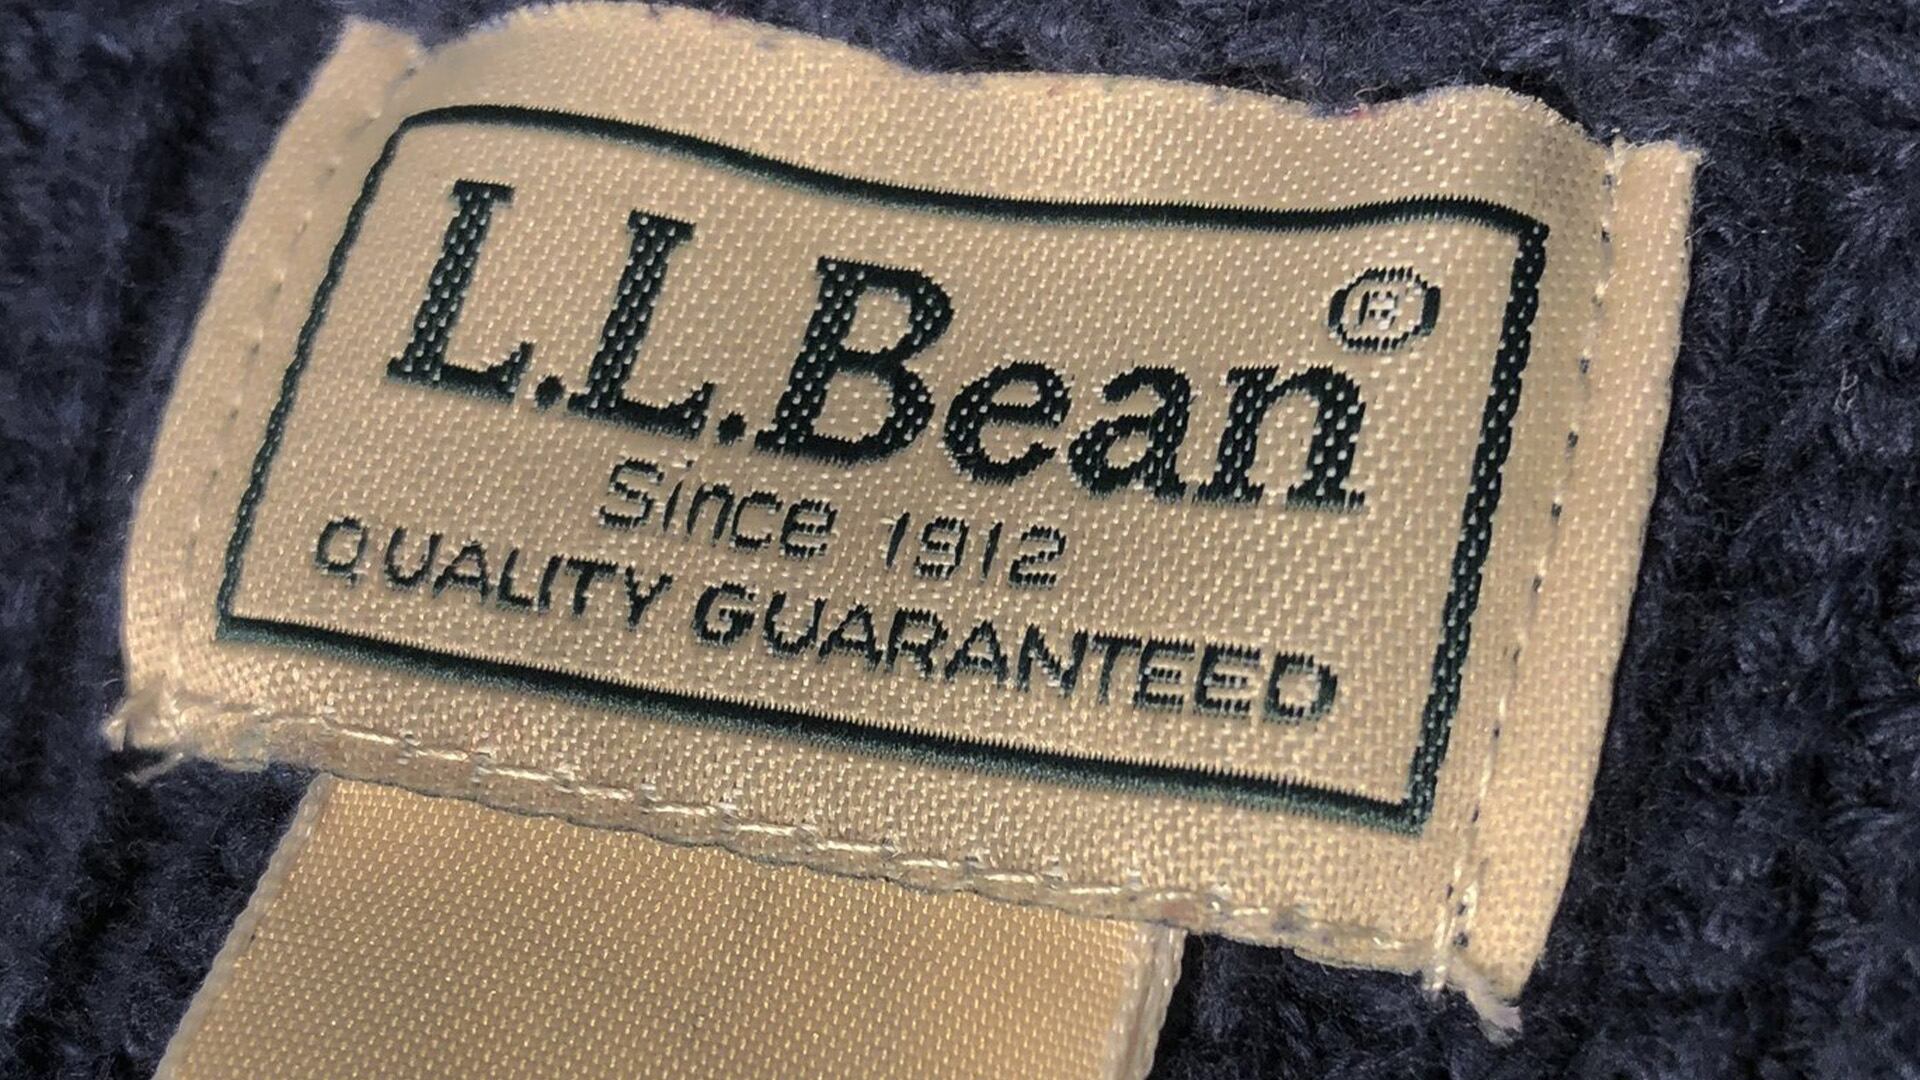 L.L.Bean®
Since 1912
QUALITY GUARANTEED